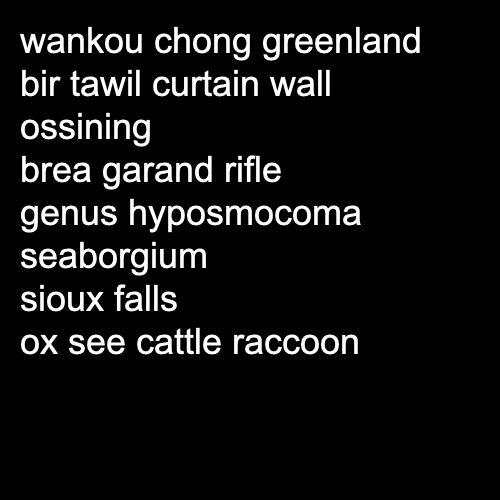 wankou chong greenland
bir tawil curtain wall
ossining
brea garand rifle
genus hyposmocoma
seaborgium
sioux falls
ox see cattle raccoon